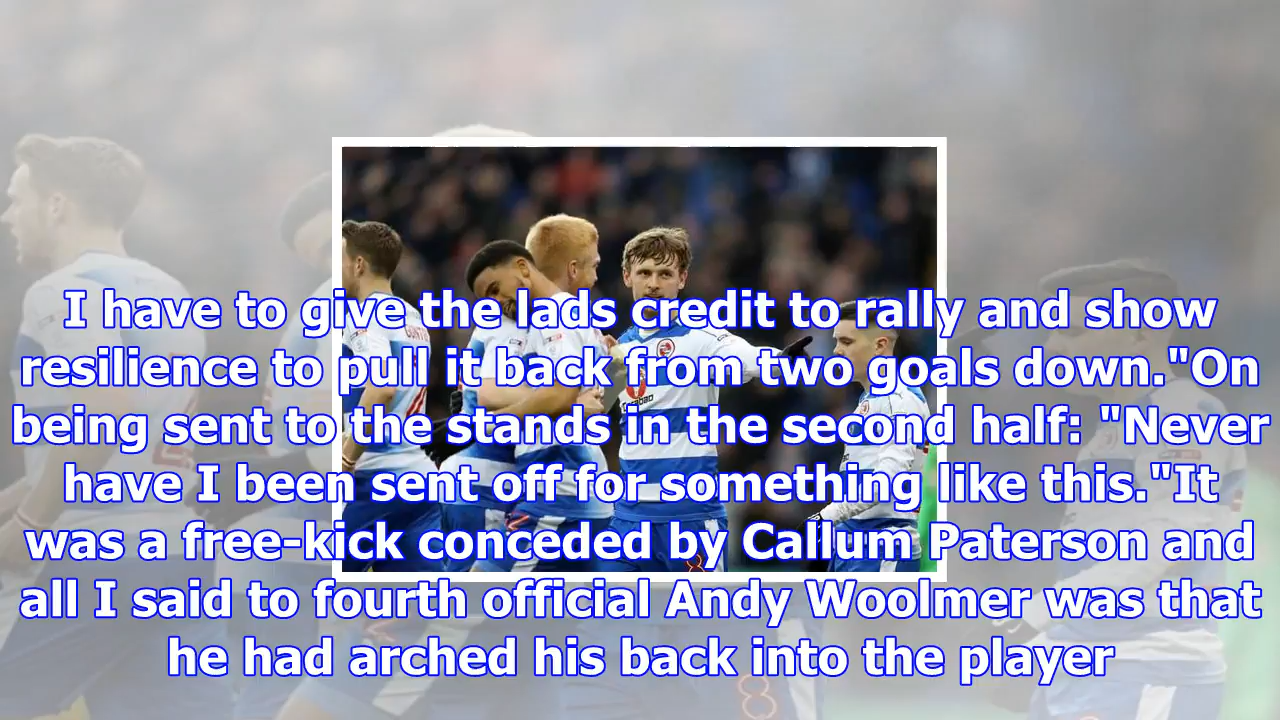 I have to give the lads credit to rally and show
resilience to pull it back from two goals down."On
being sent to the stands in the second half: "Never
have I been sent off for something like this."It
was a free-kick conceded by Callum Paterson and
all I said to fourth official Andy Woolmer was that
he had arched his back into the player